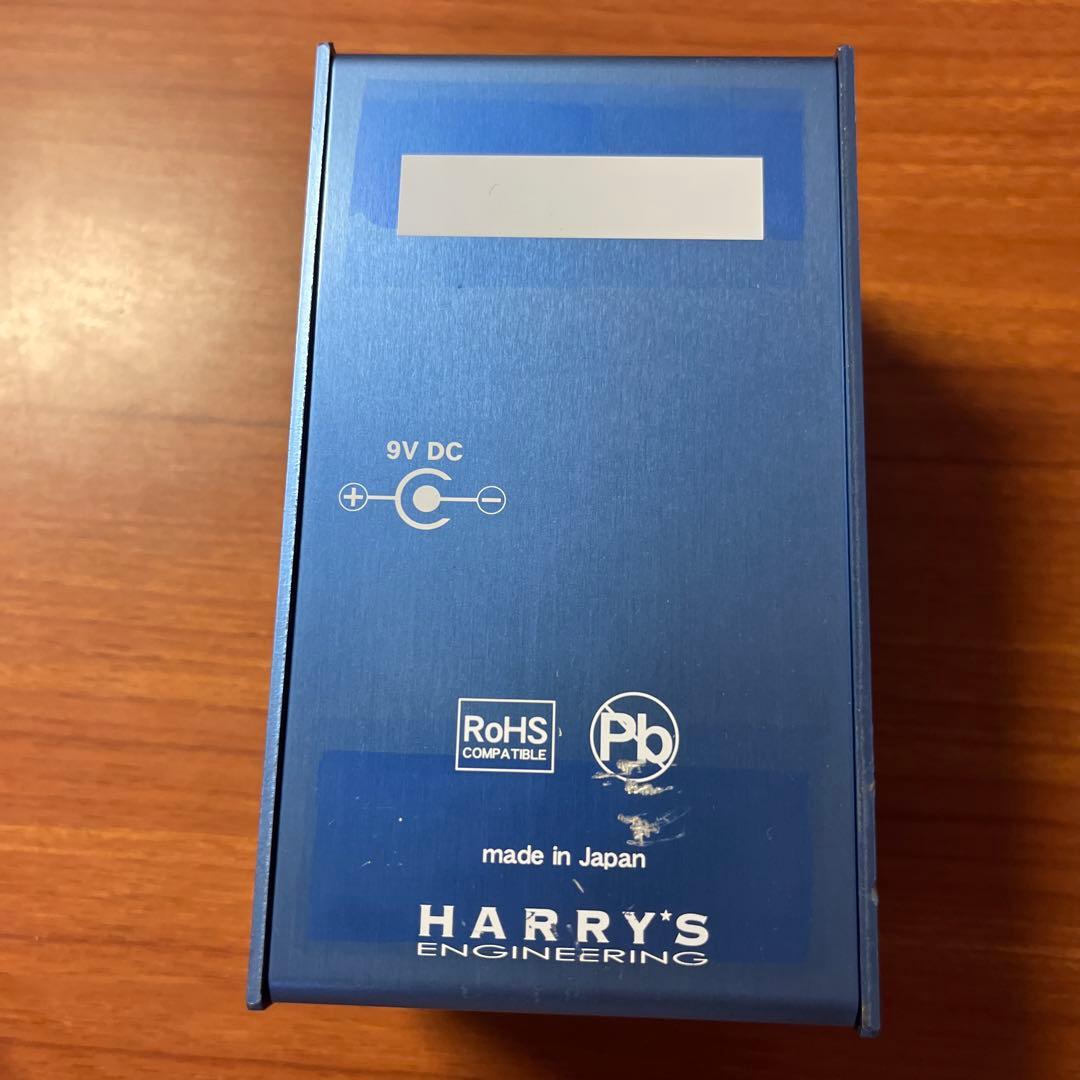 9V DC
+ −
RoHS
COMPATIBLE
Pb
made in Japan
HARRY★S
ENGINEERING